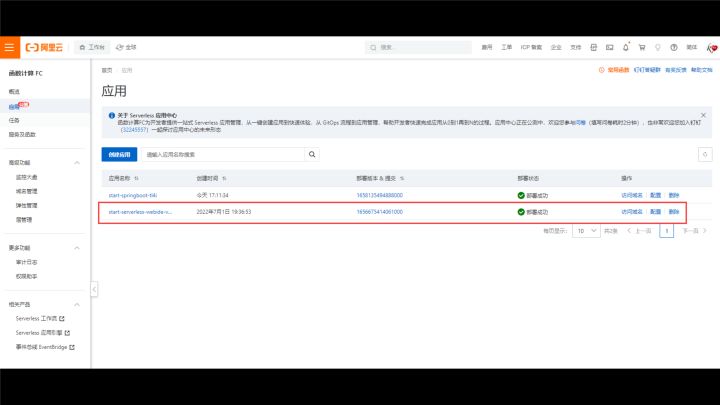 阿里云
工作台
全球
搜索...
费用 工单 ICP 备案 企业 支持
简体
函数计算 FC
概览
应用 公测
任务
服务及函数
高级功能
监控大盘
域名管理
弹性管理
层管理
更多功能
审计日志
权限助手
相关产品
Serverless 工作流
Serverless 应用引擎
事件总线 EventBridge
首页 / 应用
常用函数 钉钉答疑群 有奖反馈 帮助文档
应用
关于 Serverless 应用中心
函数计算FC为开发者提供一站式 Serverless 应用管理，从一键创建应用到快速体验，从 GitOps 流程到应用管理，帮助开发者快速完成应用从0到1再到N的过程。应用中心正在公测中，欢迎您参与问卷（填写问卷耗时2分钟），也非常欢迎您加入钉钉
（32245557）一起探讨应用中心的未来形态
创建应用
请输入应用名称搜索
应用名称 创建时间 部署版本 & 提交 部署状态 操作
start-springboot-ti4i 今天 17:11:34 1658135494888000 部署成功 访问域名 配置 删除
start-serverless-webide-v... 2022年7月1日 19:36:53 1656675414061000 部署成功 访问域名 配置 删除
每页显示： 10 共2条 上一页 1 下一页